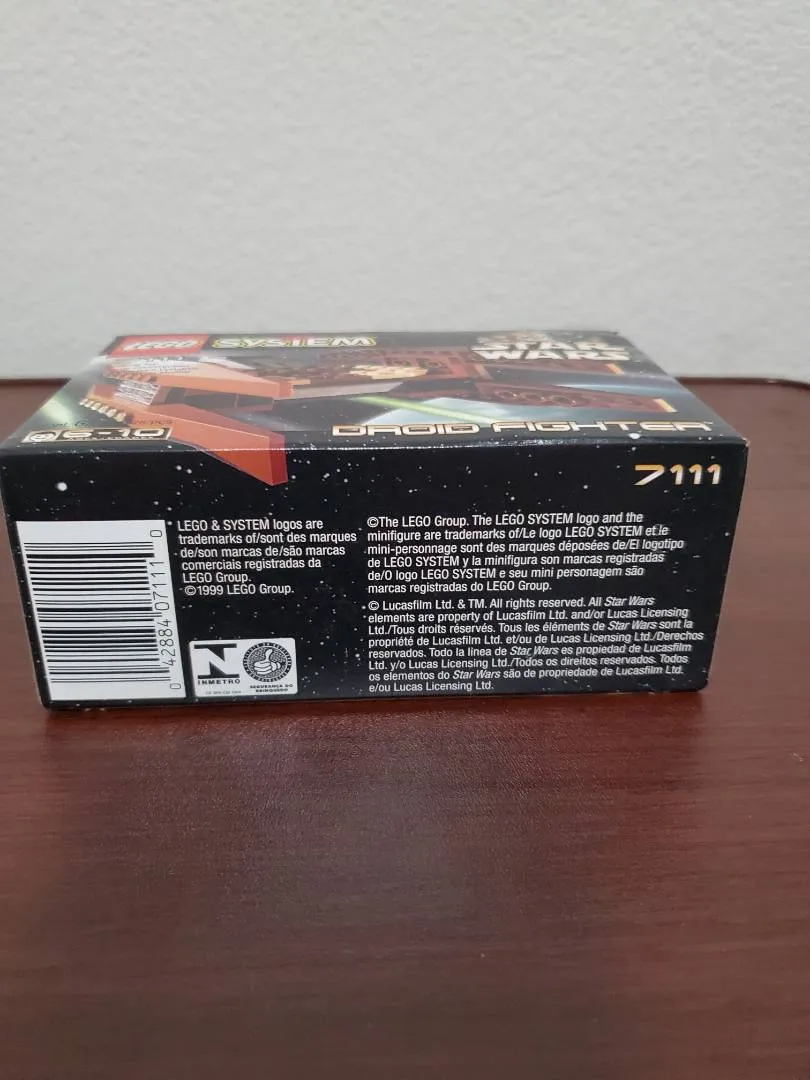 LEGO SYSTEM
STAR
WARS
8-10
DROID FIGHTER
7111
LEGO & SYSTEM logos are
trademarks of/sont des marques
de/son marcas de/são marcas
comerciais registradas da
LEGO Group.
©1999 LEGO Group.
0 42884 07111 0
N
INMETRO
SEGURANÇA DO
BRINQUEDO
©The LEGO Group. The LEGO SYSTEM logo and the
minifigure are trademarks of/Le logo LEGO SYSTEM et le
mini-personnage sont des marques déposées de/El logotipo
de LEGO SYSTEM y la minifigura son marcas registradas
de/O logo LEGO SYSTEM e seu mini personagem são
marcas registradas do LEGO Group.
© Lucasfilm Ltd. & TM. All rights reserved. All Star Wars
elements are property of Lucasfilm Ltd. and/or Lucas Licensing
Ltd./Tous droits réservés. Tous les éléments de Star Wars sont la
propriété de Lucasfilm Ltd. et/ou de Lucas Licensing Ltd./Derechos
reservados. Todo la linea de Star Wars es propiedad de Lucasfilm
Ltd. y/o Lucas Licensing Ltd./Todos os direitos reservados. Todos
os elementos do Star Wars são de propriedade de Lucasfilm Ltd.
e/ou Lucas Licensing Ltd.